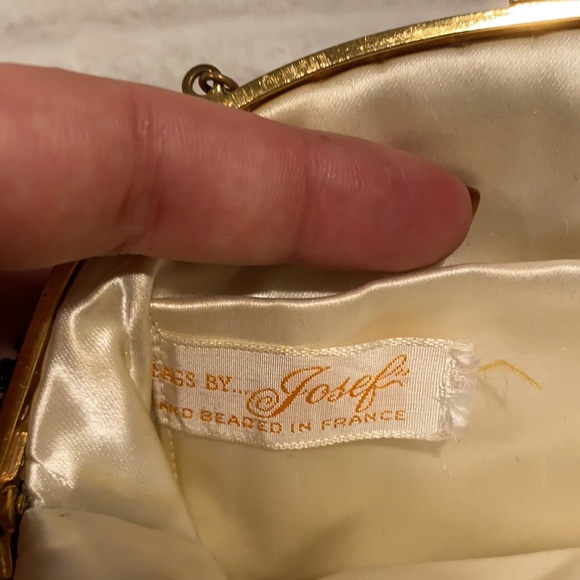 BAGS BY... Josef
HAND BEADED IN FRANCE